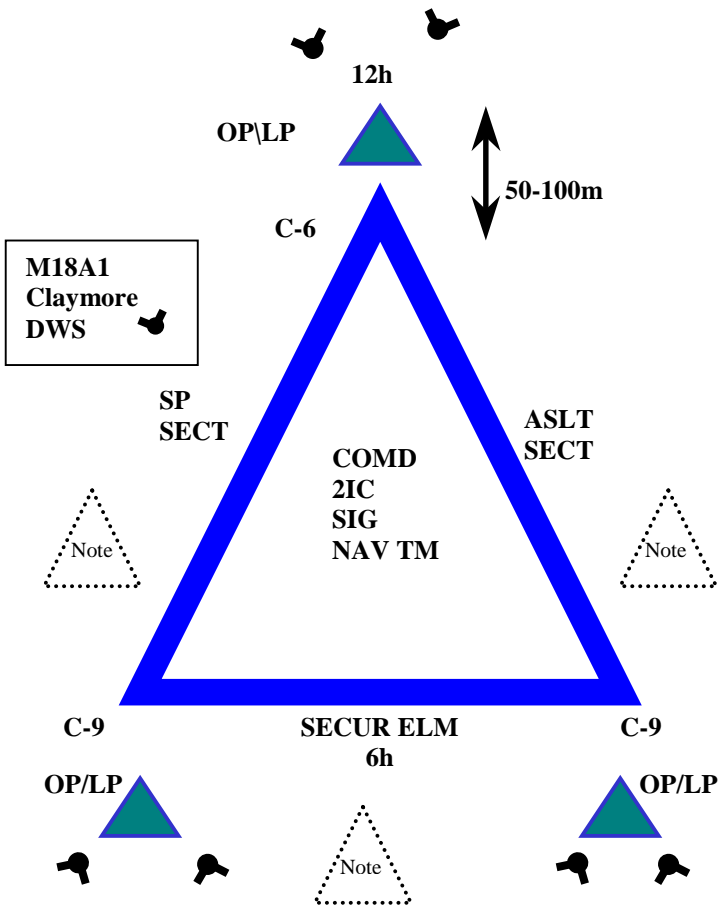 12h
OP\LP
50-100m
C-6
M18A1
Claymore
DWS
SP
SECT
ASLT
SECT
COMD
2IC
SIG
NAV TM
Note
Note
C-9
SECUR ELM
6h
C-9
OP/LP
OP/LP
Note